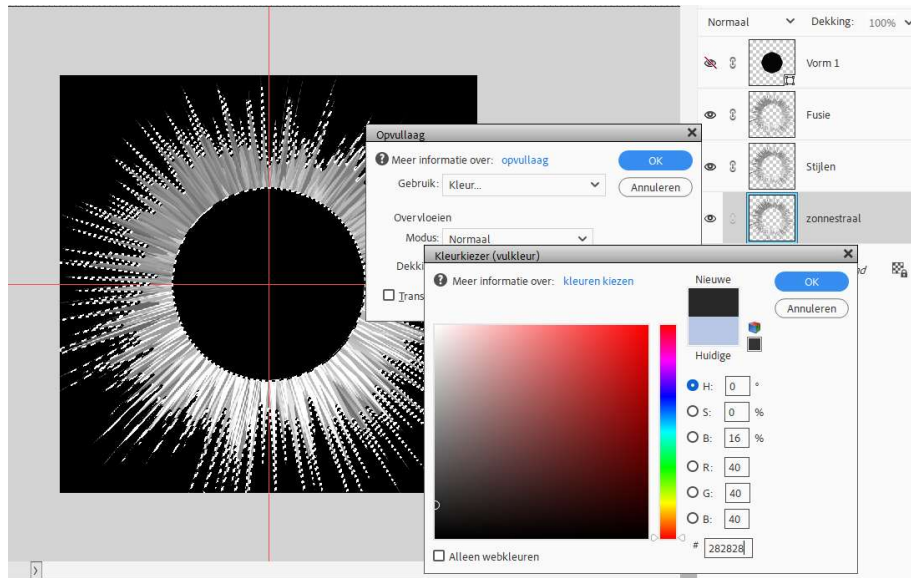 Normaal Dekking: 100%
Vorm 1
Fusie
Stijlen
zonnestraal
Opvullaag
Meer informatie over: opvullaag OK
Gebruik: Kleur... Annuleren
Overvloeien
Modus: Normaal
Dekki
Trans
Kleurkiezer (vulkleur)
Meer informatie over: kleuren kiezen Nieuwe OK
Annuleren
Huidige
H: 0 °
S: 0 %
B: 16 %
R: 40
G: 40
B: 40
# 282828
Alleen webkleuren